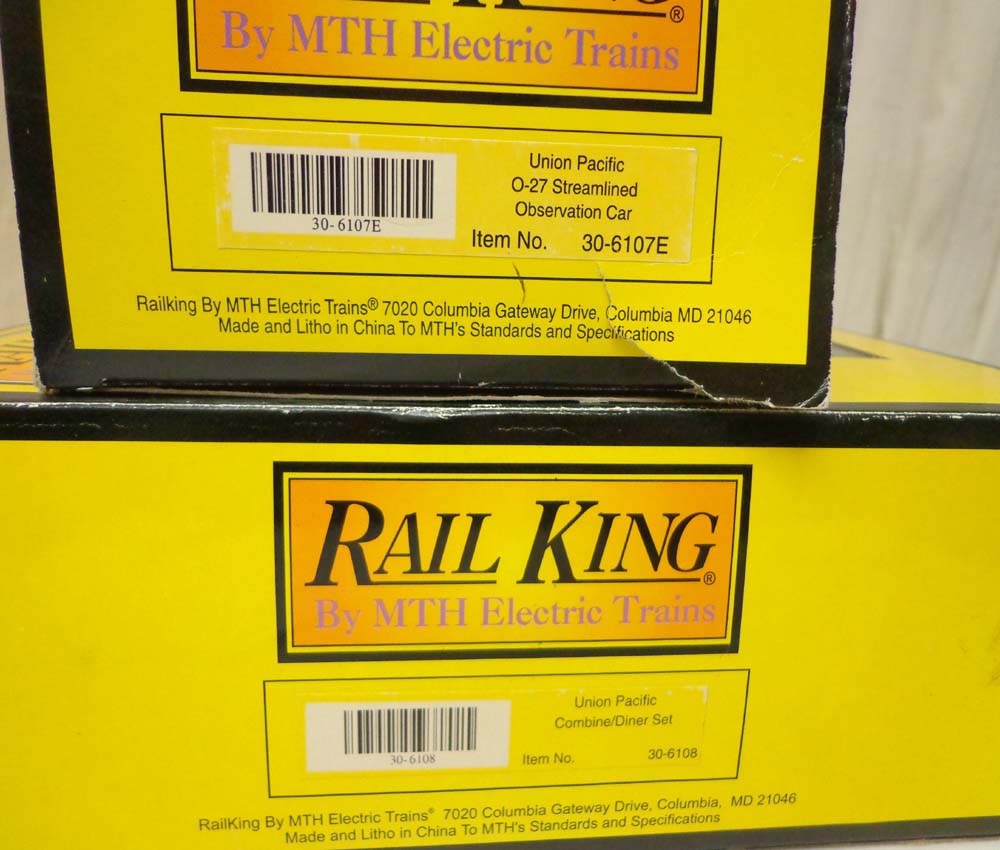 By MTH Electric Trains
30-6107E
Union Pacific
O-27 Streamlined
Observation Car
Item No. 30-6107E
Railking By MTH Electric Trains® 7020 Columbia Gateway Drive, Columbia MD 21046
Made and Litho in China To MTH's Standards and Specifications
RAIL KING®
By MTH Electric Trains
30-6108
Union Pacific
Combine/Diner Set
Item No. 30-6108
RailKing By MTH Electric Trains® 7020 Columbia Gateway Drive, Columbia, MD 21046
Made and Litho in China To MTH's Standards and Specifications